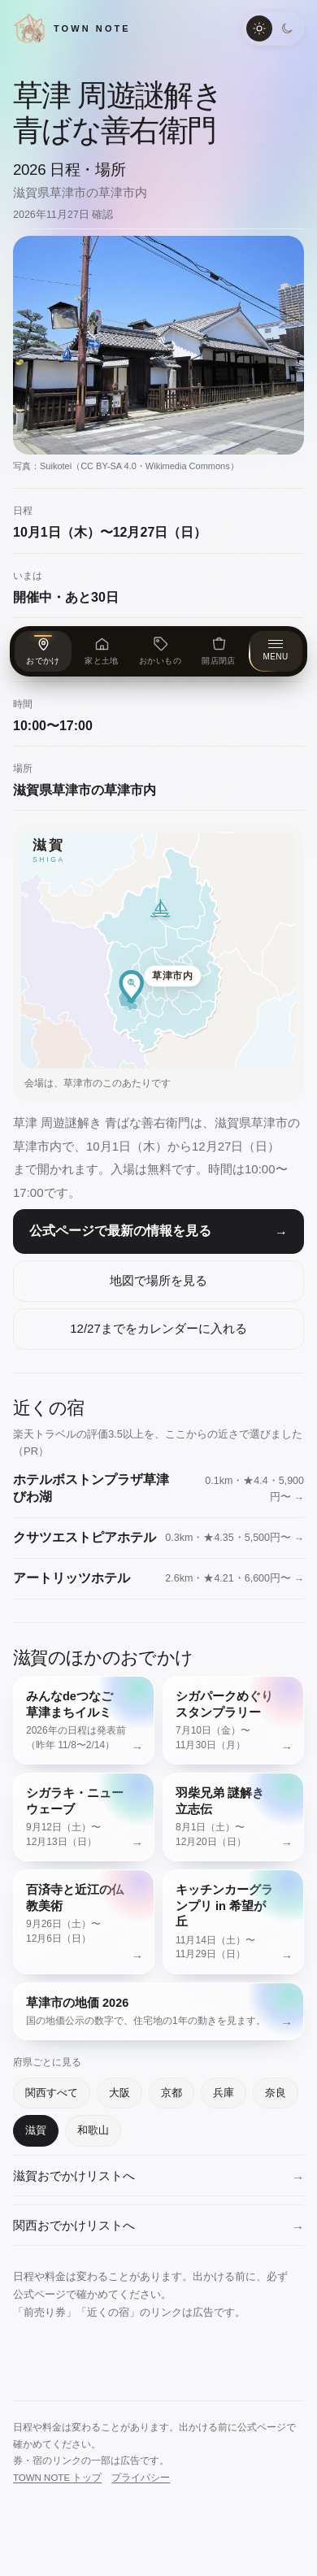 TOWN NOTE
草津 周遊謎解き
青ばな善右衛門
2026 日程・場所
滋賀県草津市の草津市内
2026年11月27日 確認
写真：Suikotei（CC BY-SA 4.0・Wikimedia Commons）
日程
10月1日（木）〜12月27日（日）
いまは
開催中・あと30日
おでかけ
家と土地
おかいもの
開店閉店
MENU
時間
10:00〜17:00
場所
滋賀県草津市の草津市内
滋賀
SHIGA
草津市内
会場は、草津市のこのあたりです
草津 周遊謎解き 青ばな善右衛門は、滋賀県草津市の
草津市内で、10月1日（木）から12月27日（日）
まで開かれます。入場は無料です。時間は10:00〜
17:00です。
公式ページで最新の情報を見る →
地図で場所を見る
12/27までをカレンダーに入れる
近くの宿
楽天トラベルの評価3.5以上を、ここからの近さで選びました
（PR）
ホテルボストンプラザ草津
びわ湖
0.1km・★4.4・5,900
円〜 →
クサツエストピアホテル 0.3km・★4.35・5,500円〜 →
アートリッツホテル 2.6km・★4.21・6,600円〜 →
滋賀のほかのおでかけ
みんなdeつなご
草津まちイルミ
2026年の日程は発表前
（昨年 11/8〜2/14） →
シガパークめぐり
スタンプラリー
7月10日（金）〜
11月30日（月） →
シガラキ・ニュー
ウェーブ
9月12日（土）〜
12月13日（日） →
羽柴兄弟 謎解き
立志伝
8月1日（土）〜
12月20日（日） →
百済寺と近江の仏
教美術
9月26日（土）〜
12月6日（日）
→
キッチンカーグラ
ンプリ in 希望が
丘
11月14日（土）〜
11月29日（日） →
草津市の地価 2026
国の地価公示の数字で、住宅地の1年の動きを見ます。 →
府県ごとに見る
関西すべて 大阪 京都 兵庫 奈良
滋賀 和歌山
滋賀おでかけリストへ →
関西おでかけリストへ →
日程や料金は変わることがあります。出かける前に、必ず
公式ページで確かめてください。
「前売り券」「近くの宿」のリンクは広告です。
日程や料金は変わることがあります。出かける前に公式ページで
確かめてください。
券・宿のリンクの一部は広告です。
TOWN NOTE トップ プライバシー